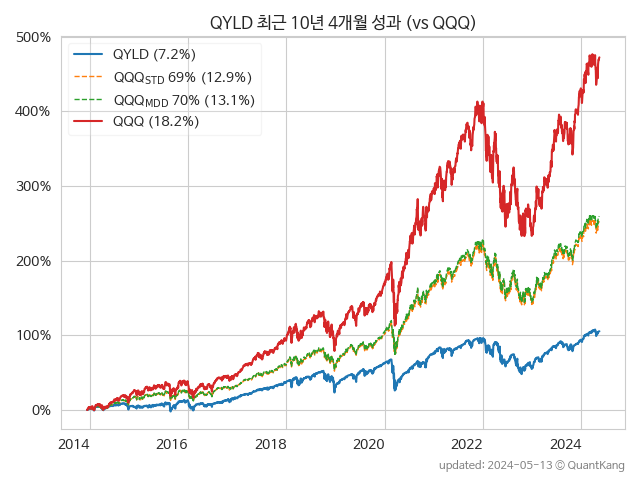 QYLD 최근 10년 4개월 성과 (vs QQQ)
500%
400%
300%
200%
100%
0%
QYLD (7.2%)
QQQSTD 69% (12.9%)
QQQMDD 70% (13.1%)
QQQ (18.2%)
2014 2016 2018 2020 2022 2024
updated: 2024-05-13 © QuantKang